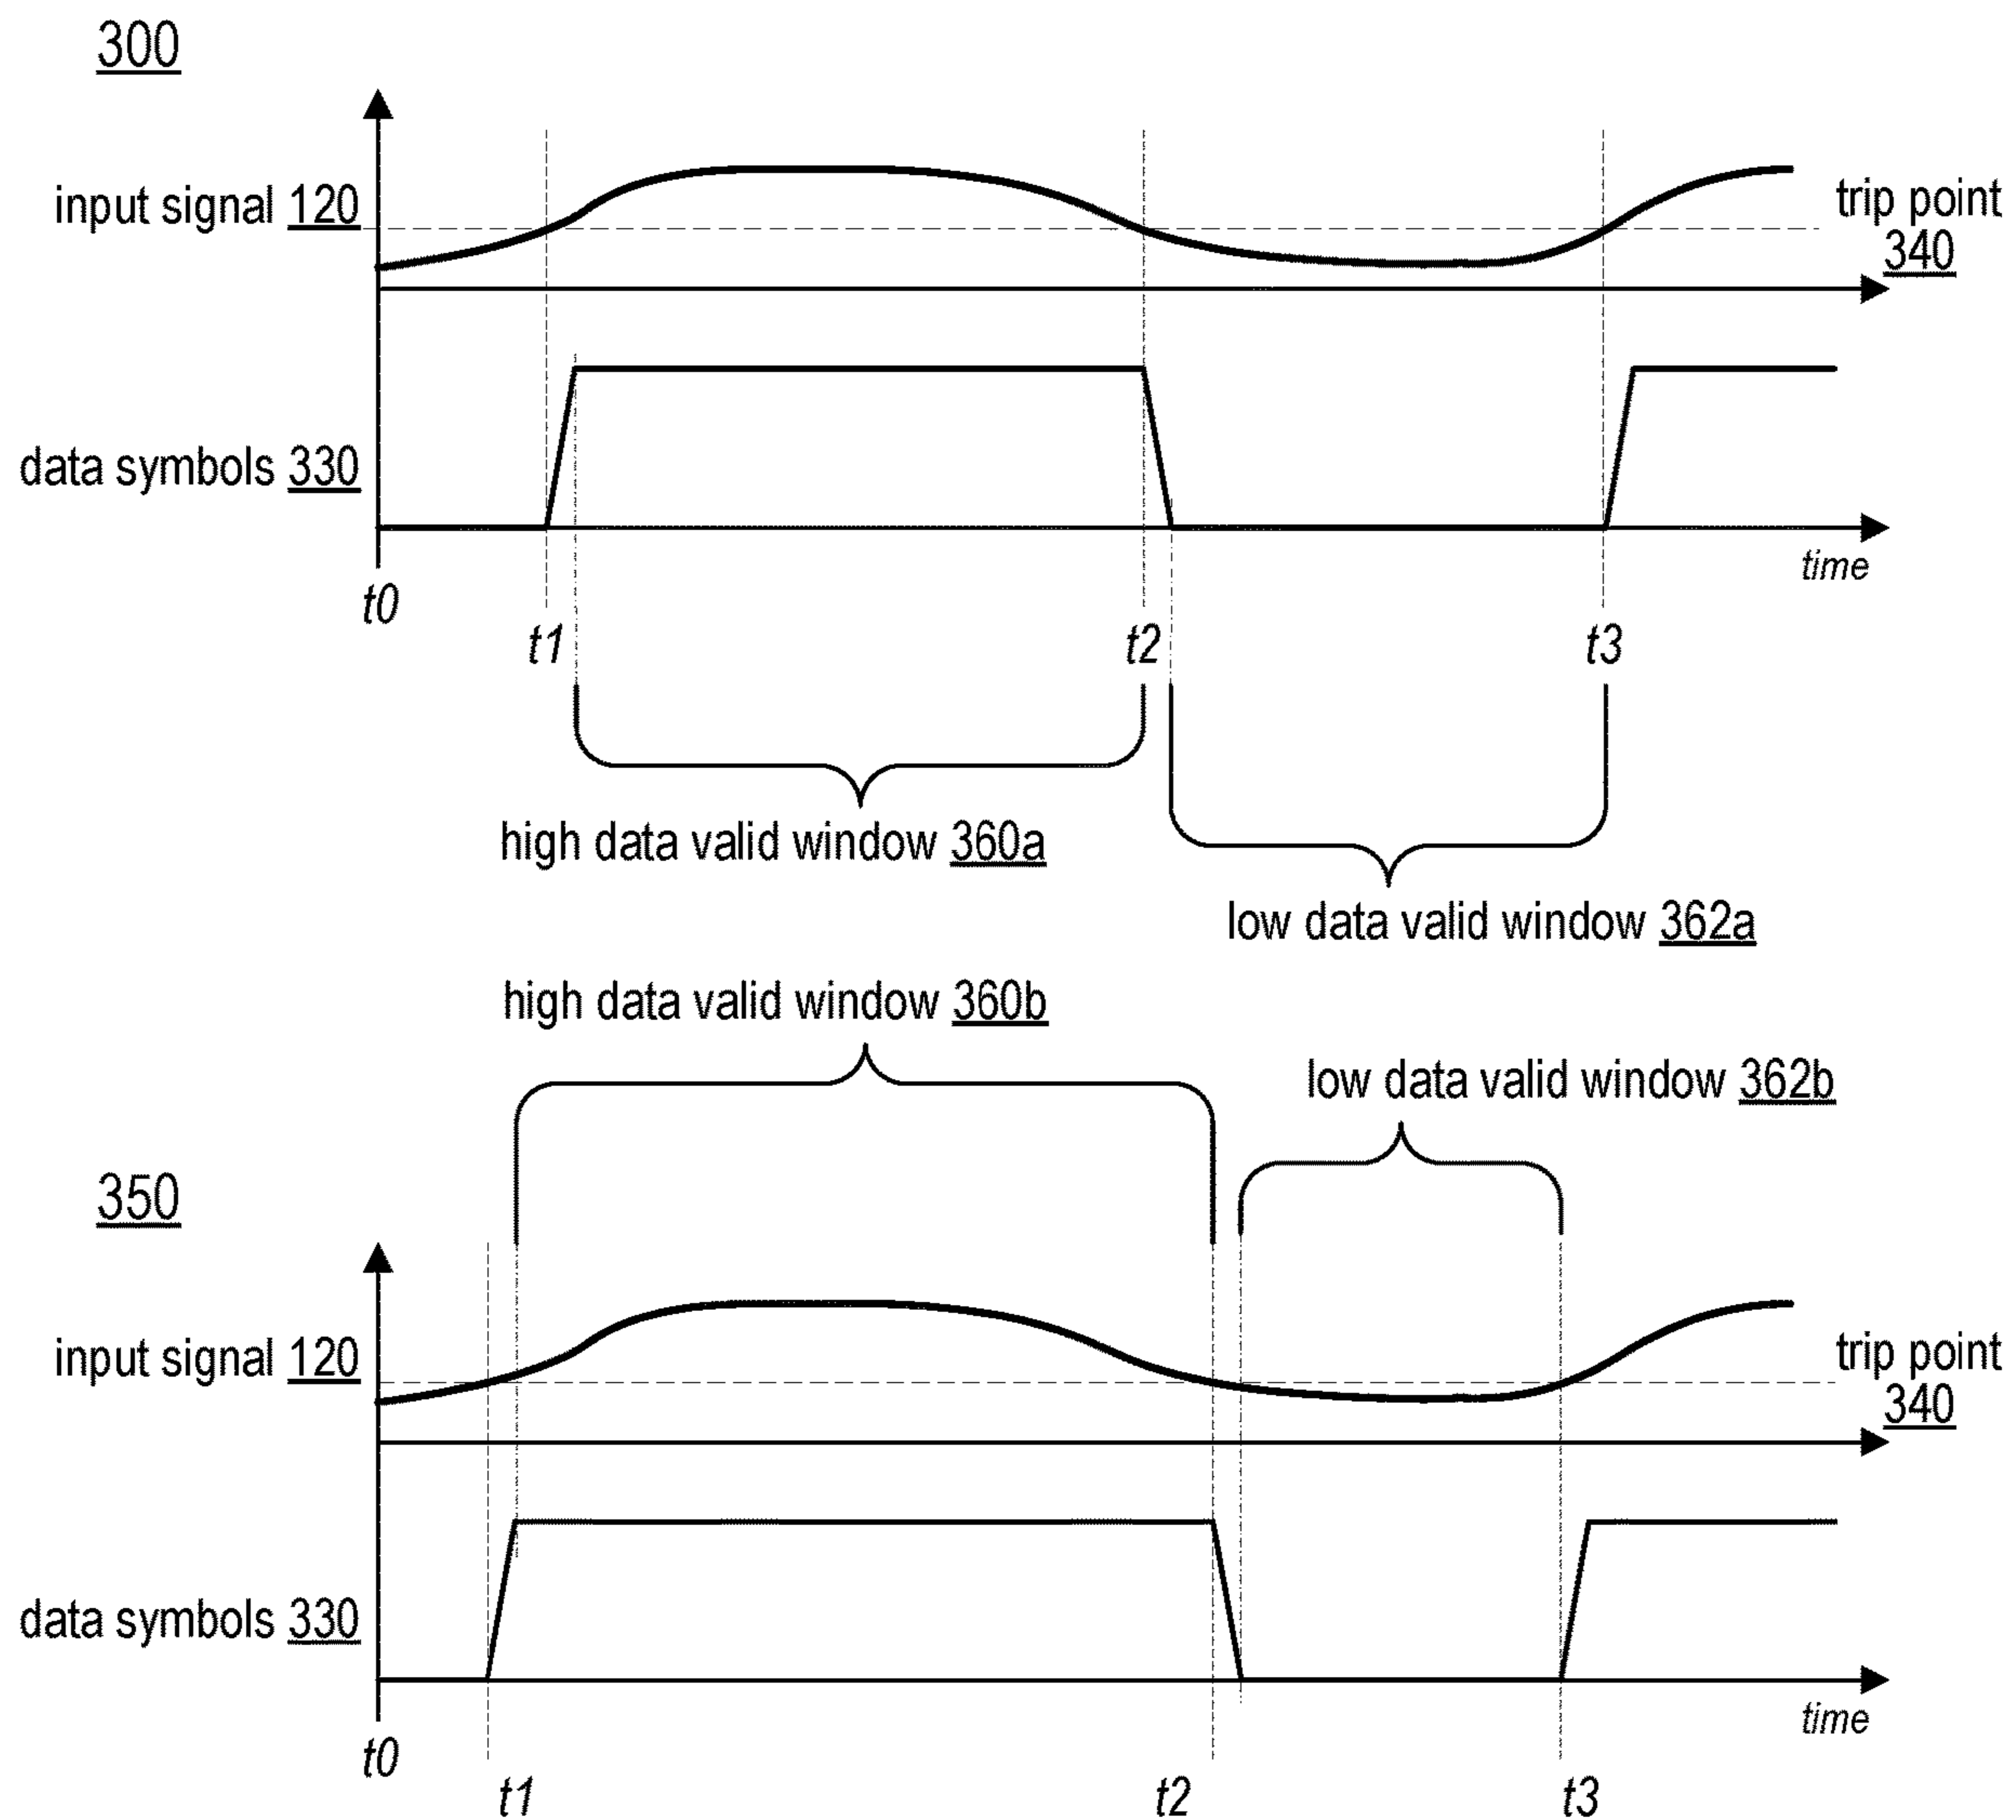 300
input signal 120
trip point
340
data symbols 330
time
t0
t1
t2
t3
high data valid window 360a
low data valid window 362a
high data valid window 360b
low data valid window 362b
350
input signal 120
trip point
340
data symbols 330
time
t0
t1
t2
t3